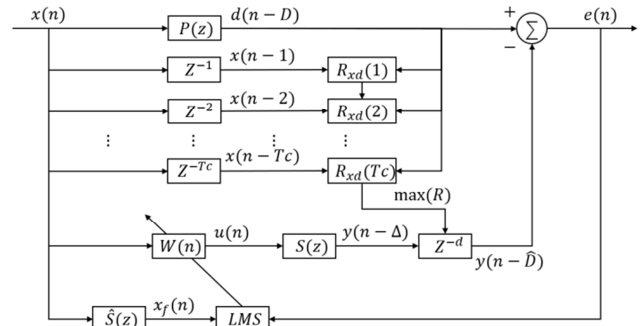 x(n) P(z) d(n − D) + Σ e(n)
−
Z⁻¹ x(n − 1) R_xd(1)
Z⁻² x(n − 2) R_xd(2)
⋮ ⋮ ⋮ ⋮
Z^−Tc x(n − Tc) R_xd(Tc)
max(R)
W(n) u(n) S(z) y(n − Δ) Z^−d
y(n − D̂)
Ŝ(z) x_f(n) LMS